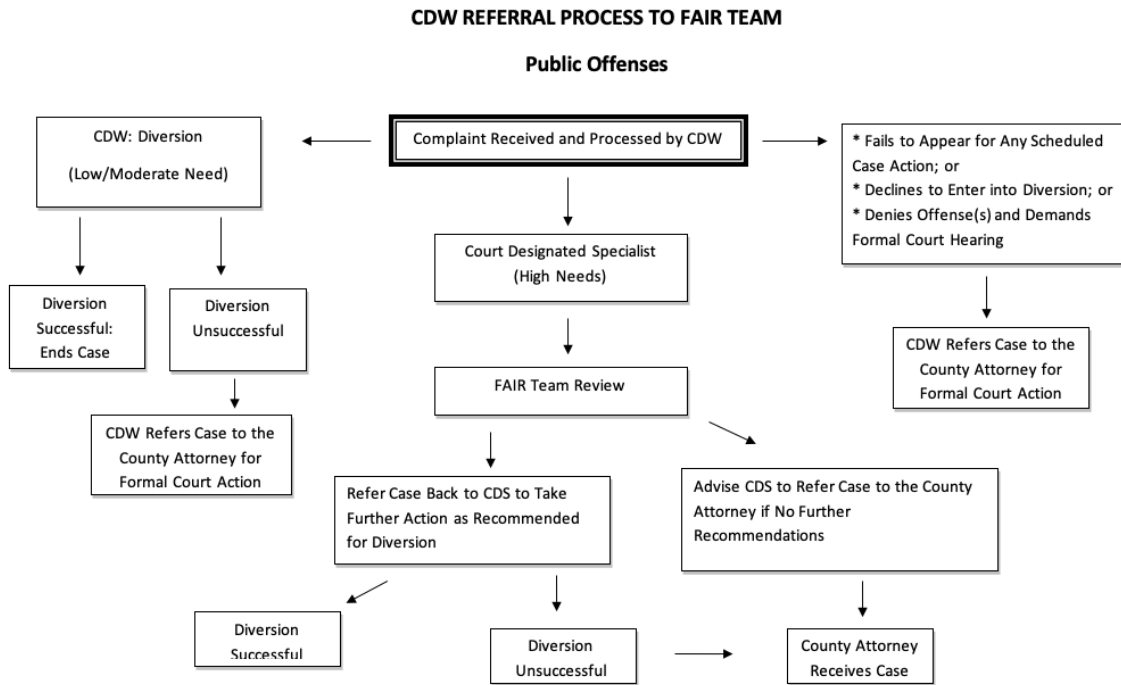 CDW REFERRAL PROCESS TO FAIR TEAM
Public Offenses
CDW: Diversion
(Low/Moderate Need)
Complaint Received and Processed by CDW
* Fails to Appear for Any Scheduled
Case Action; or
* Declines to Enter into Diversion; or
* Denies Offense(s) and Demands
Formal Court Hearing
Court Designated Specialist
(High Needs)
Diversion
Successful:
Ends Case
Diversion
Unsuccessful
CDW Refers Case to the
County Attorney for
Formal Court Action
FAIR Team Review
CDW Refers Case to the
County Attorney for
Formal Court Action
Refer Case Back to CDS to Take
Further Action as Recommended
for Diversion
Advise CDS to Refer Case to the County
Attorney if No Further
Recommendations
Diversion
Successful
Diversion
Unsuccessful
County Attorney
Receives Case